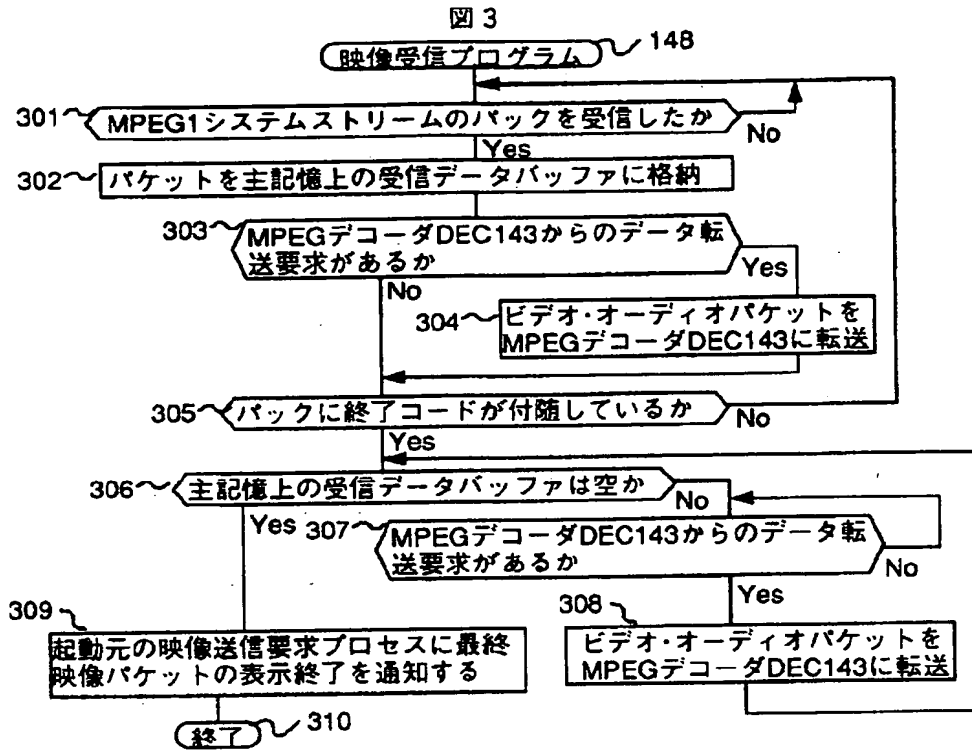 図3
映像受信プログラム
148
301
MPEG1システムストリームのパックを受信したか
No
Yes
302
パケットを主記憶上の受信データバッファに格納
303
MPEGデコーダDEC143からのデータ転
送要求があるか
Yes
No
304
ビデオ・オーディオパケットを
MPEGデコーダDEC143に転送
305
パックに終了コードが付随しているか
No
Yes
306
主記憶上の受信データバッファは空か
No
Yes
307
MPEGデコーダDEC143からのデータ転
送要求があるか
No
Yes
309
起動元の映像送信要求プロセスに最終
映像パケットの表示終了を通知する
308
ビデオ・オーディオパケットを
MPEGデコーダDEC143に転送
終了
310